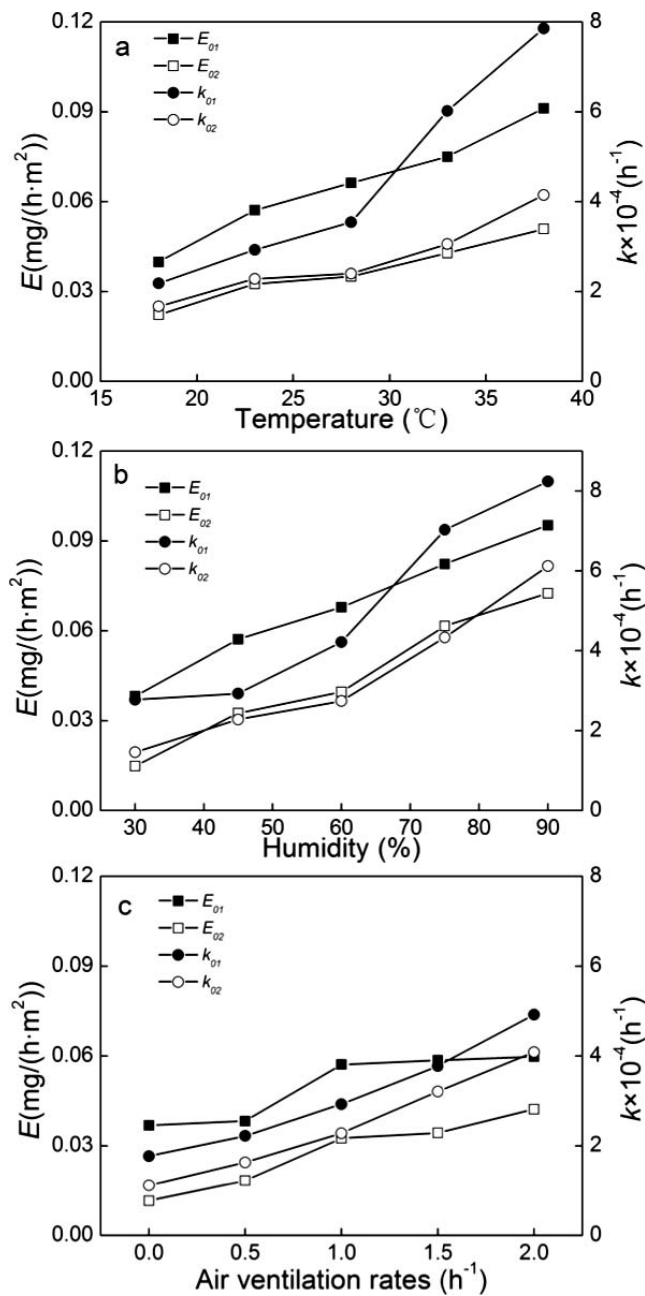 a
E₀₁
E₀₂
k₀₁
k₀₂
0.12
0.09
0.06
0.03
0.00
E(mg/(h·m²))
8
6
4
2
0
k×10⁻⁴(h⁻¹)
15 20 25 30 35 40
Temperature (℃)
b
E₀₁
E₀₂
k₀₁
k₀₂
0.12
0.09
0.06
0.03
0.00
E(mg/(h·m²))
8
6
4
2
0
k×10⁻⁴(h⁻¹)
30 40 50 60 70 80 90
Humidity (%)
c
E₀₁
E₀₂
k₀₁
k₀₂
0.12
0.09
0.06
0.03
0.00
E(mg/(h·m²))
8
6
4
2
0
k×10⁻⁴(h⁻¹)
0.0 0.5 1.0 1.5 2.0
Air ventilation rates (h⁻¹)